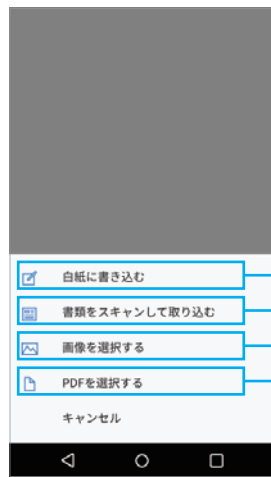 白紙に書き込む
書類をスキャンして取り込む
画像を選択する
PDFを選択する
キャンセル